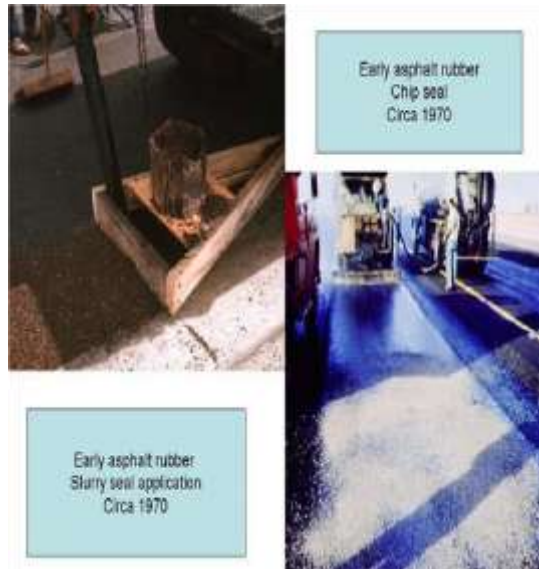 Early asphalt rubber
Chip seal
Circa 1970
Early asphalt rubber
Slurry seal application
Circa 1970